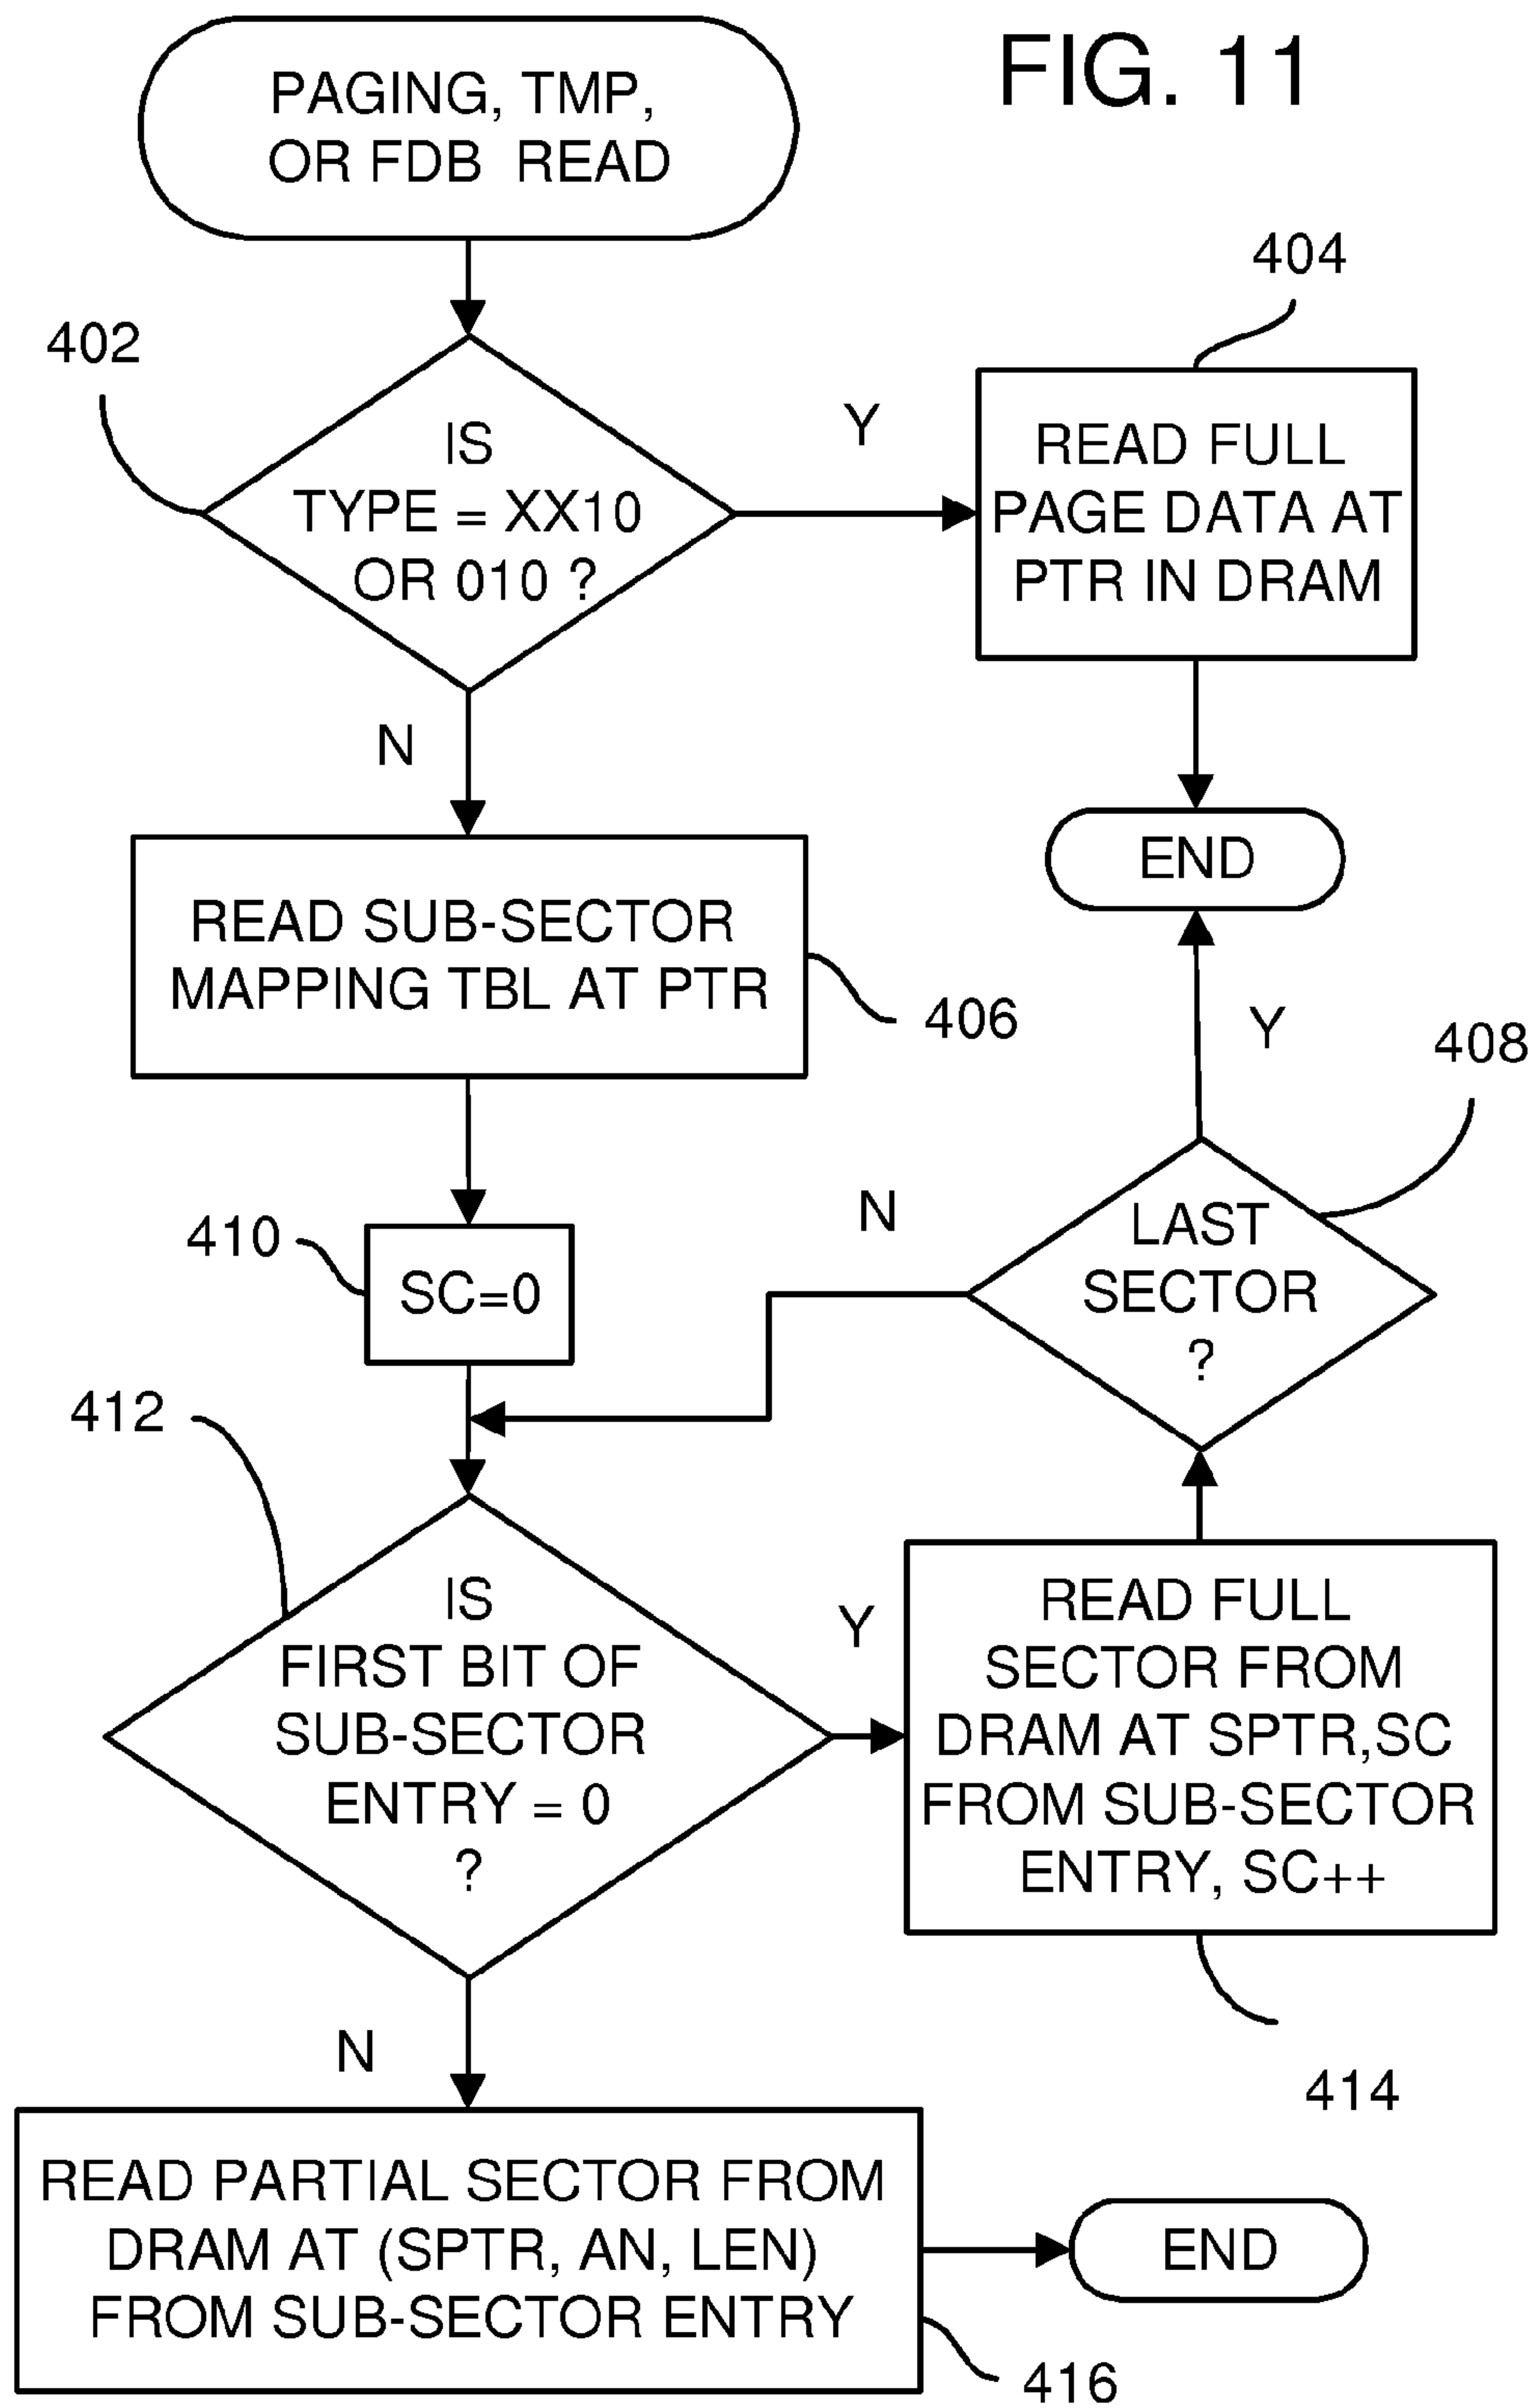 FIG. 11
PAGING, TMP,
OR FDB READ
402
IS
TYPE = XX10
OR 010 ?
Y
404
READ FULL
PAGE DATA AT
PTR IN DRAM
N
END
READ SUB-SECTOR
MAPPING TBL AT PTR
406
Y
408
410
SC=0
N
LAST
SECTOR
?
412
IS
FIRST BIT OF
SUB-SECTOR
ENTRY = 0
?
Y
READ FULL
SECTOR FROM
DRAM AT SPTR,SC
FROM SUB-SECTOR
ENTRY, SC++
414
N
READ PARTIAL SECTOR FROM
DRAM AT (SPTR, AN, LEN)
FROM SUB-SECTOR ENTRY
416
END